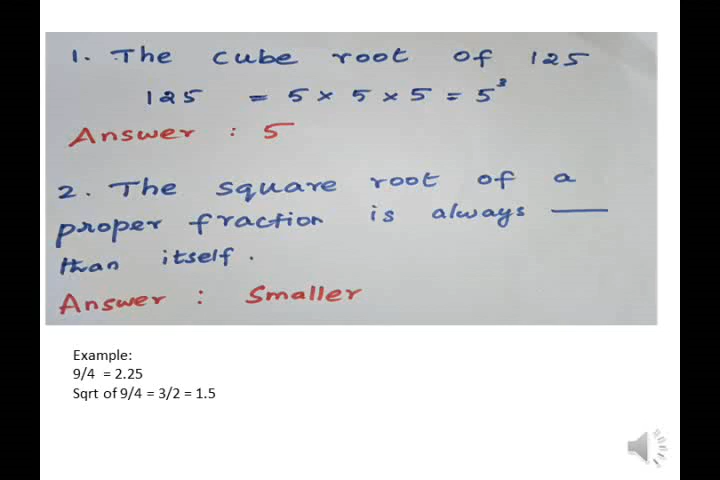 1. The cube root of 125
125 = 5 × 5 × 5 = 5³
Answer : 5
2. The square root of a
proper fraction is always ___
than itself.
Answer : Smaller
Example:
9/4 = 2.25
Sqrt of 9/4 = 3/2 = 1.5